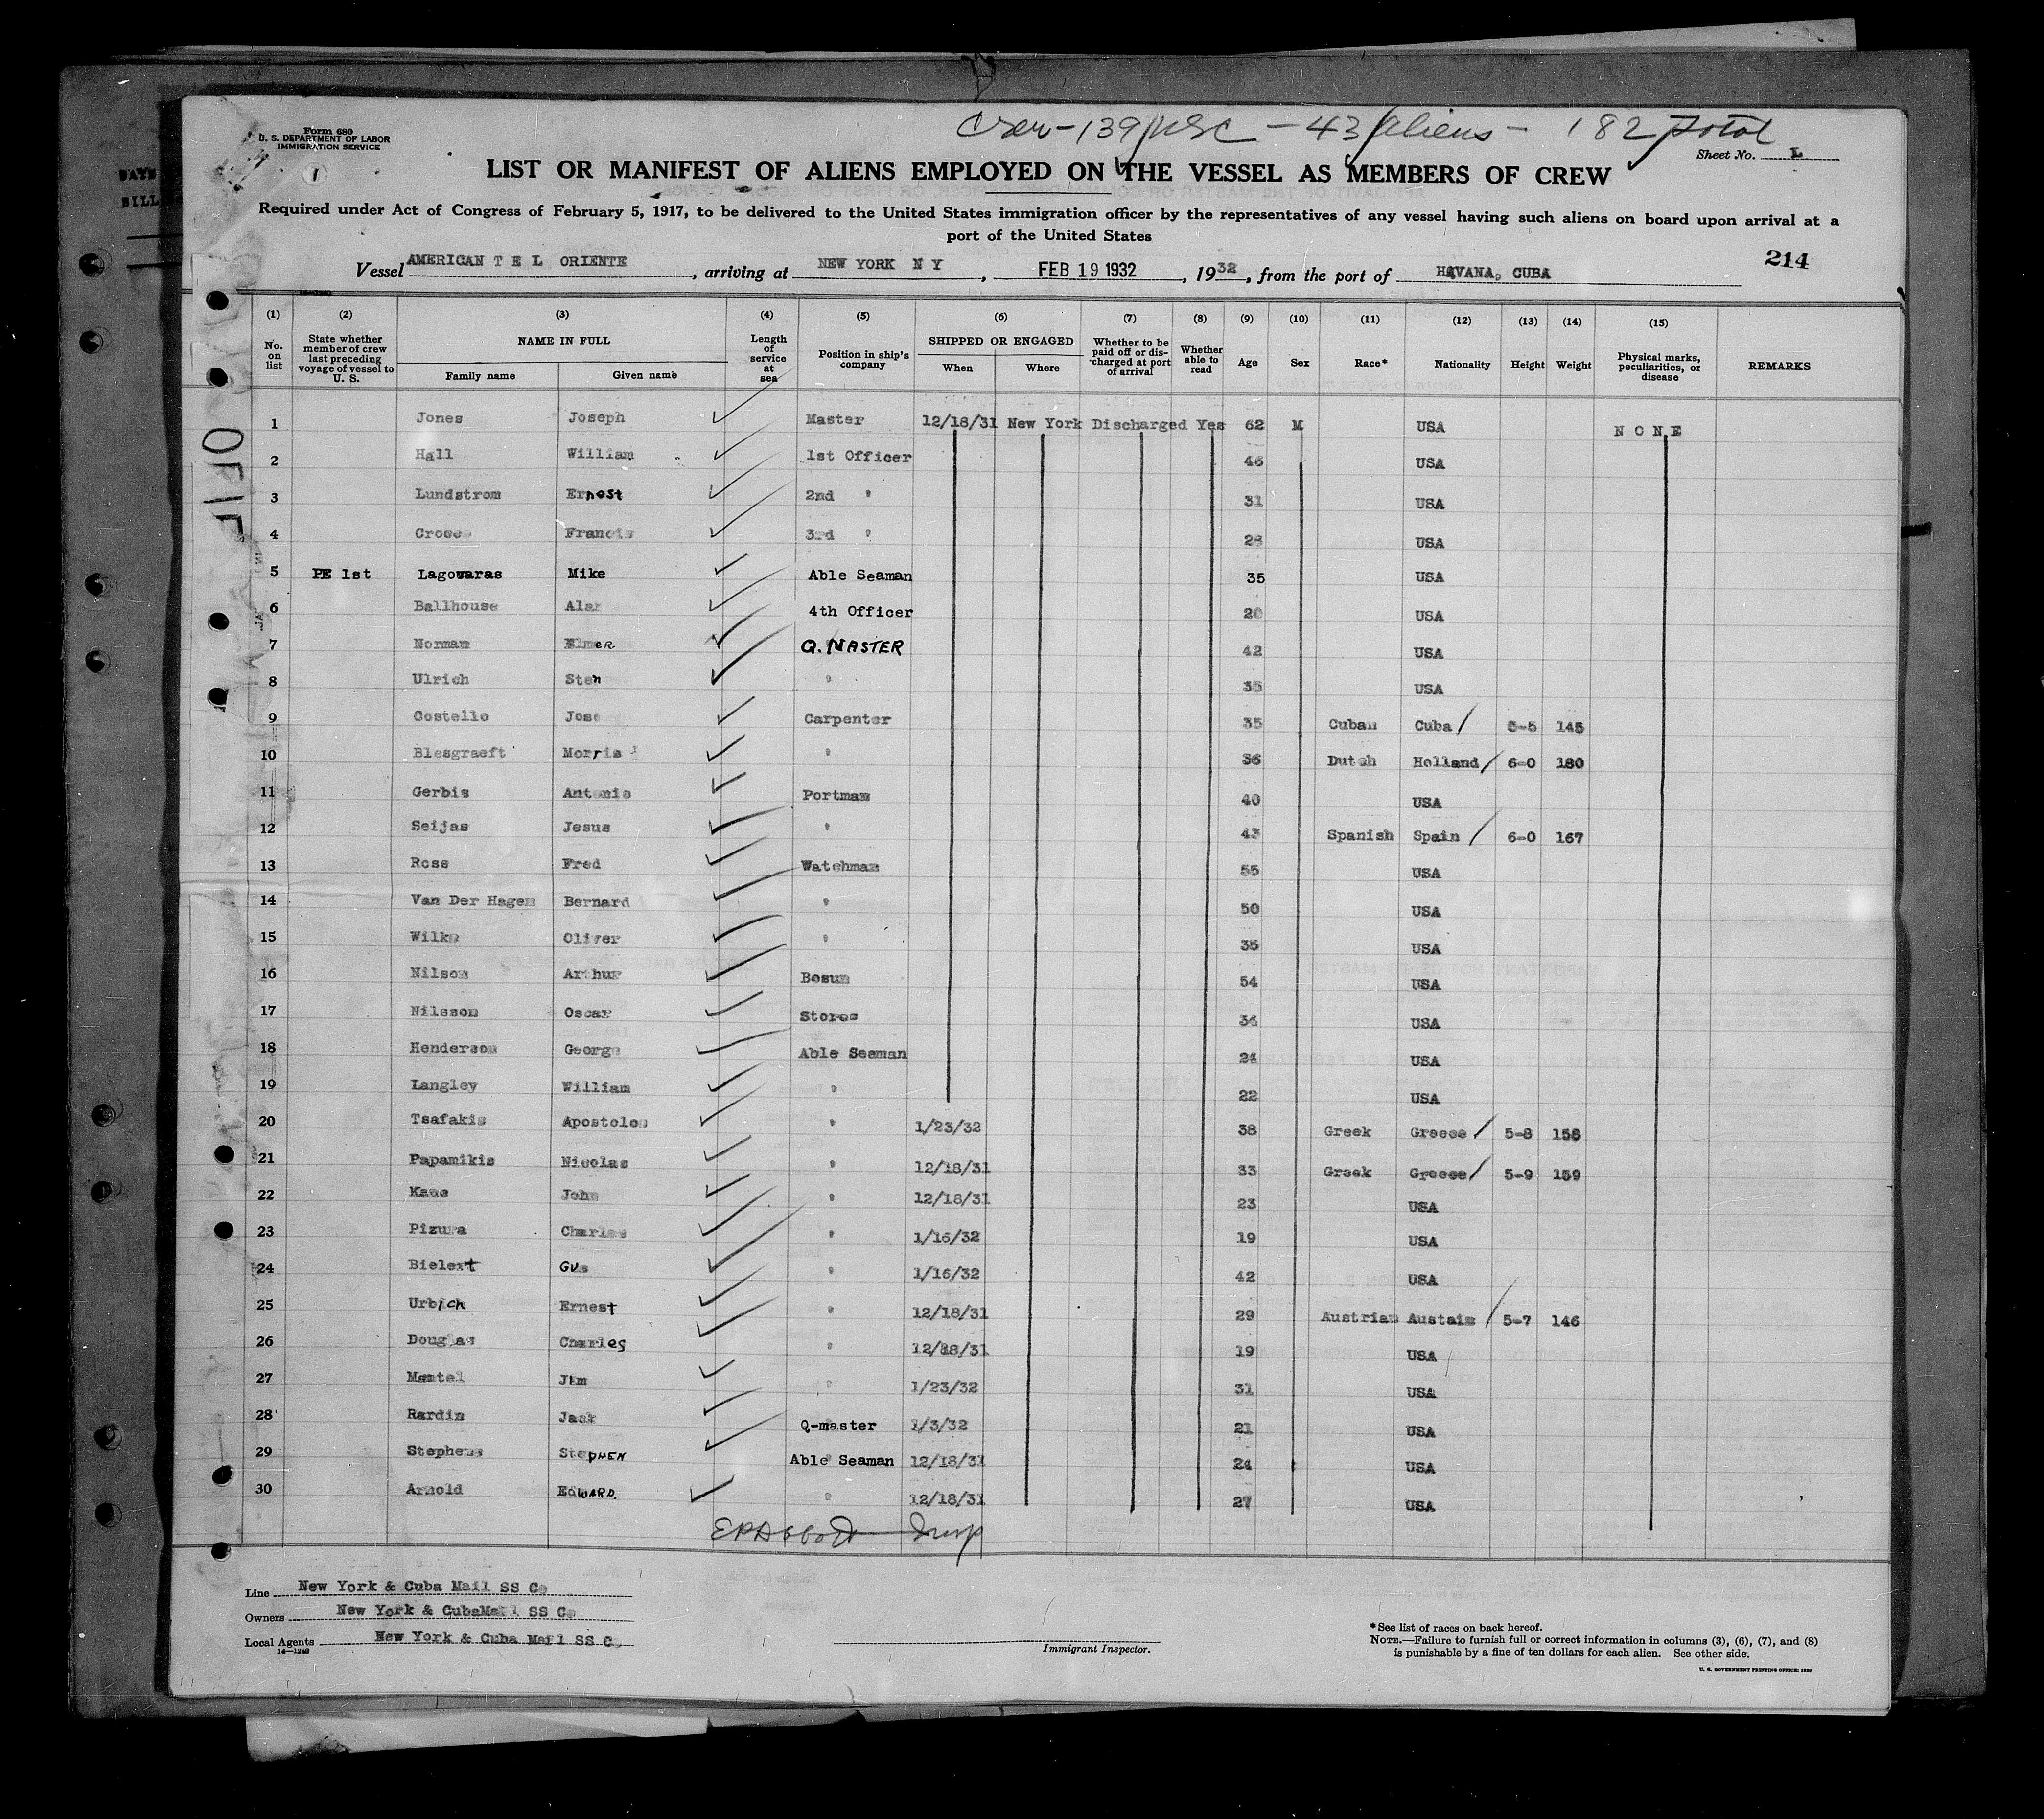 Crew - 139/USC - 43/aliens - 182 total
Form 680
U. S. DEPARTMENT OF LABOR
IMMIGRATION SERVICE
Sheet No. L
1
LIST OR MANIFEST OF ALIENS EMPLOYED ON THE VESSEL AS MEMBERS OF CREW
Required under Act of Congress of February 5, 1917, to be delivered to the United States immigration officer by the representatives of any vessel having such aliens on board upon arrival at a
port of the United States
214
Vessel AMERICAN T E L ORIENTE, arriving at NEW YORK N Y, FEB 19 1932, 1932, from the port of HAVANA, CUBA
(1) (2) (3) (4) (5) (6) (7) (8) (9) (10) (11) (12) (13) (14) (15)
No. on list State whether member of crew last preceding voyage of vessel to U. S. NAME IN FULL Family name Given name Length of service at sea Position in ship's company SHIPPED OR ENGAGED When Where Whether to be paid off or discharged at port of arrival Whether able to read Age Sex Race* Nationality Height Weight Physical marks, peculiarities, or disease REMARKS
1 Jones Joseph Master 12/18/31 New York Discharged Yes 62 M USA NONE
2 Hall William 1st Officer 46 USA
3 Lundstrom Ernest 2nd " 31 USA
4 Crosce Francis 3rd " 28 USA
5 PE 1st Lagouaras Mike Able Seaman 35 USA
6 Ballhouse Alan 4th Officer 20 USA
7 Norman Elmer Q. MASTER 42 USA
8 Ulrich Sten " 35 USA
9 Costello Jose Carpenter 35 Cuban Cuba 5-5 145
10 Blesgraeft Morris " 36 Dutch Holland 6-0 180
11 Gerbis Antonio Portman 40 USA
12 Seijas Jesus " 43 Spanish Spain 6-0 167
13 Ross Fred Watchman 55 USA
14 Van Der Hagen Bernard " 50 USA
15 Wilke Oliver " 35 USA
16 Nilson Arthur Bosun 54 USA
17 Nilsson Oscar Stores 36 USA
18 Henderson George Able Seaman 24 USA
19 Langley William " 22 USA
20 Tsafakis Apostolos " 1/23/32 38 Greek Greece 5-8 158
21 Papamikis Nicolas " 12/18/31 33 Greek Greece 5-9 159
22 Kane John " 12/18/31 23 USA
23 Pizura Charles " 1/16/32 19 USA
24 Bielert Gus " 1/16/32 42 USA
25 Urbich Ernest " 12/18/31 29 Austrian Austain 5-7 146
26 Douglas Charles " 12/18/31 19 USA
27 Mantel Jim " 1/23/32 31 USA
28 Rardin Jack Q-master 1/3/32 21 USA
29 Stephens Stephen Able Seaman 12/18/31 24 USA
30 Arnold Edward " 12/18/31 27 USA
Insp
Line New York & Cuba Mail SS Co
Owners New York & CubaMail SS Co
Local Agents New York & Cuba Mail SS C.
14—1240
Immigrant Inspector.
*See list of races on back hereof.
NOTE.—Failure to furnish full or correct information in columns (3), (6), (7), and (8)
is punishable by a fine of ten dollars for each alien. See other side.
U. S. GOVERNMENT PRINTING OFFICE: 1929